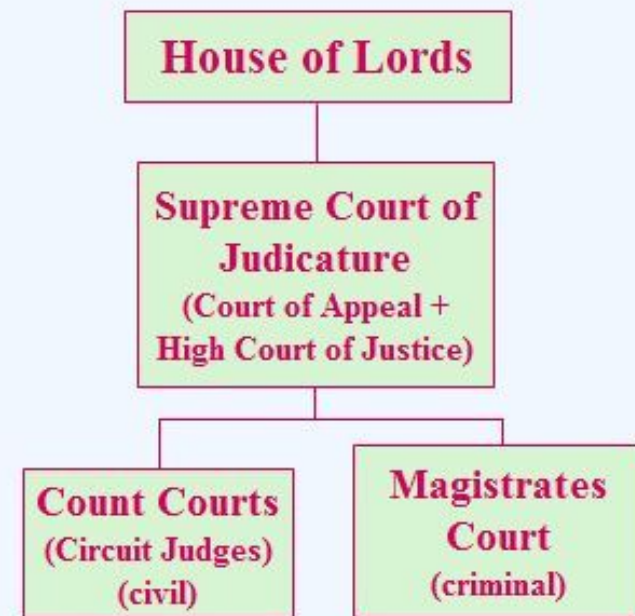 House of Lords
Supreme Court of
Judicature
(Court of Appeal +
High Court of Justice)
Count Courts
(Circuit Judges)
(civil)
Magistrates
Court
(criminal)